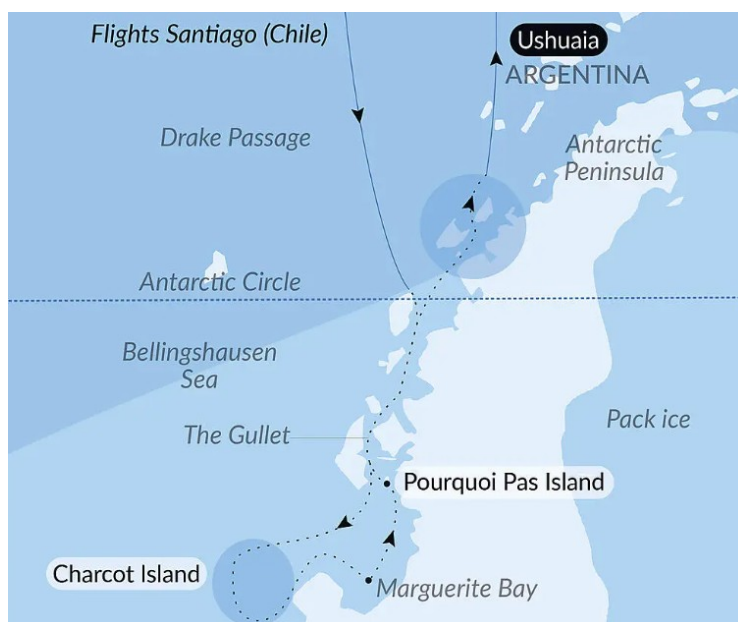 Flights Santiago (Chile)
Ushuaia
ARGENTINA
Drake Passage
Antarctic
Peninsula
Antarctic Circle
Bellingshausen
Sea
The Gullet
Pack ice
Pourquoi Pas Island
Charcot Island
Marguerite Bay